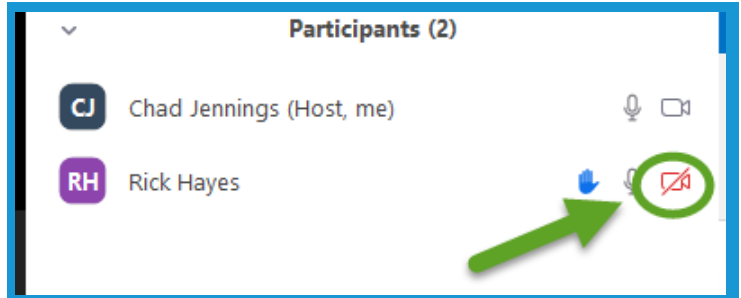 Participants (2)
CJ Chad Jennings (Host, me)
RH Rick Hayes